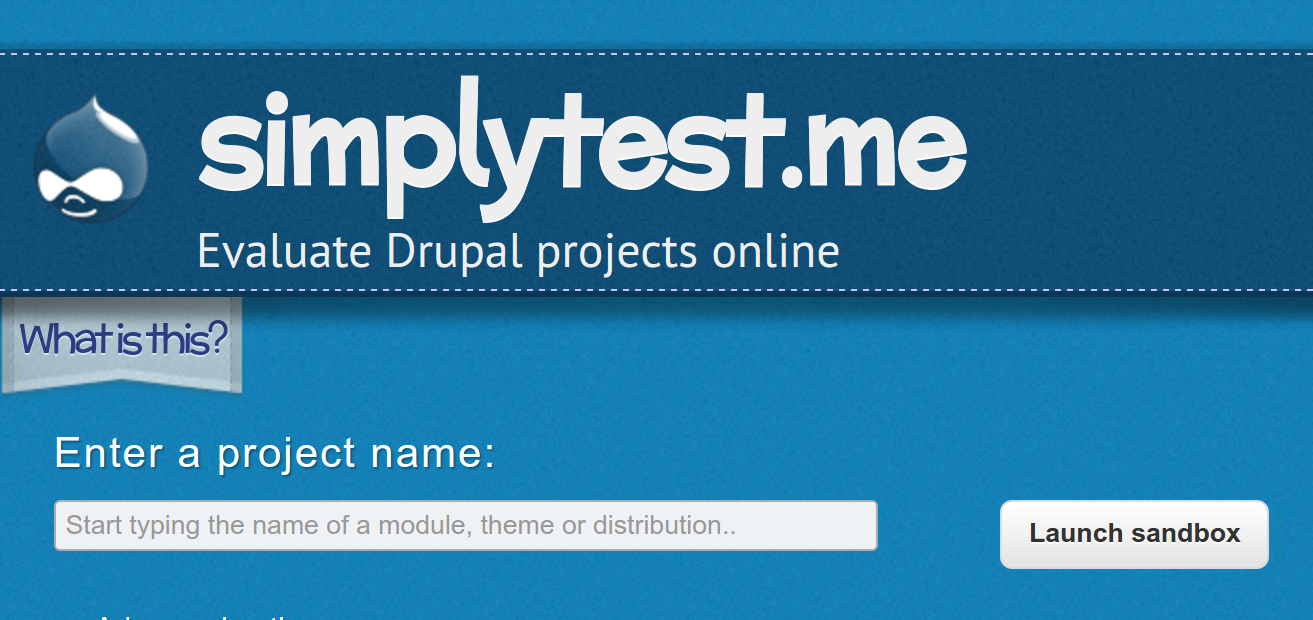 simplytest.me
Evaluate Drupal projects online
What is this?
Enter a project name:
Start typing the name of a module, theme or distribution..
Launch sandbox